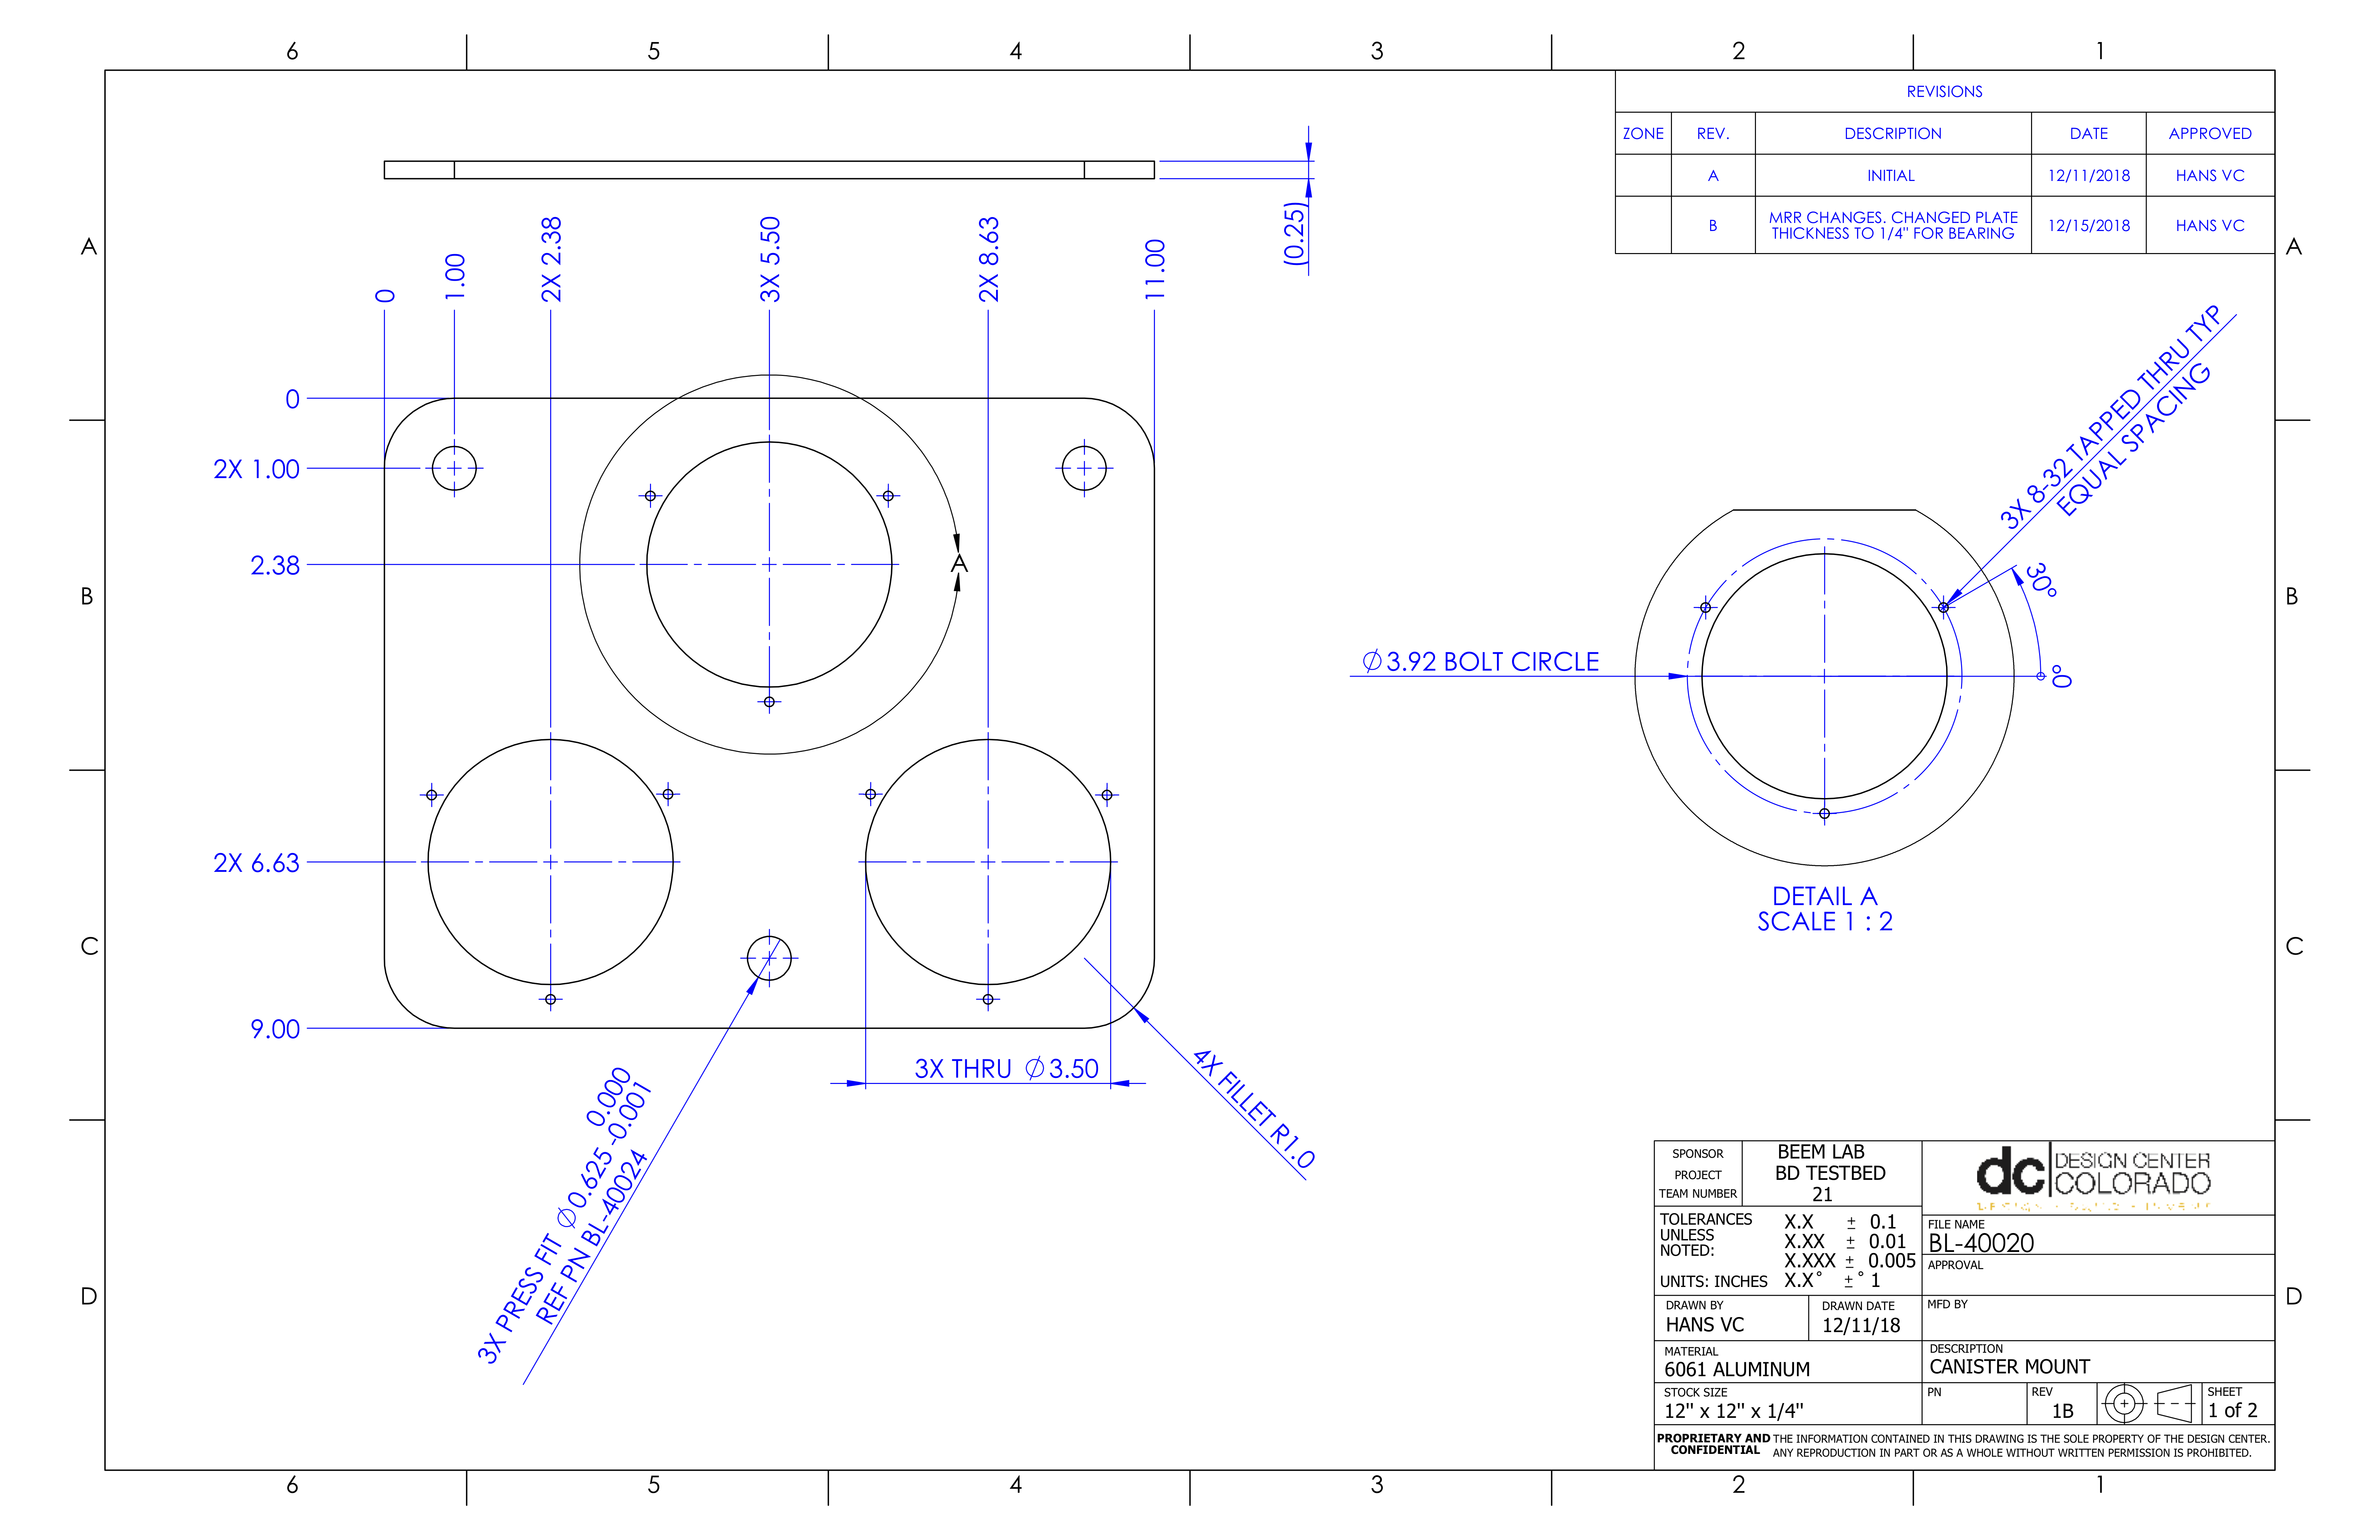 6 5 4 3 2 1
REVISIONS
ZONE REV. DESCRIPTION DATE APPROVED
A INITIAL 12/11/2018 HANS VC
B MRR CHANGES. CHANGED PLATE 12/15/2018 HANS VC
THICKNESS TO 1/4" FOR BEARING
A
A
B
B
C
C
D
D
(0.25)
0
1.00
2X 2.38
3X 5.50
2X 8.63
11.00
0
2X 1.00
2.38
2X 6.63
9.00
A
3X THRU ∅3.50
4X FILLET R1.0
3X PRESS FIT ∅0.625 0.000
-0.001
REF PN BL-40024
3X 8-32 TAPPED THRU TYP
EQUAL SPACING
30°
0°
∅3.92 BOLT CIRCLE
DETAIL A
SCALE 1 : 2
SPONSOR BEEM LAB
PROJECT BD TESTBED
TEAM NUMBER 21
dc DESIGN CENTER
COLORADO
TOLERANCES
UNLESS
NOTED:
X.X ± 0.1
X.XX ± 0.01
X.XXX ± 0.005
UNITS: INCHES X.X° ±° 1
FILE NAME
BL-40020
APPROVAL
DRAWN BY
HANS VC
DRAWN DATE
12/11/18
MFD BY
MATERIAL
6061 ALUMINUM
DESCRIPTION
CANISTER MOUNT
STOCK SIZE
12" x 12" x 1/4"
PN
REV
1B
SHEET
1 of 2
PROPRIETARY AND
CONFIDENTIAL
THE INFORMATION CONTAINED IN THIS DRAWING IS THE SOLE PROPERTY OF THE DESIGN CENTER.
ANY REPRODUCTION IN PART OR AS A WHOLE WITHOUT WRITTEN PERMISSION IS PROHIBITED.
6 5 4 3 2 1